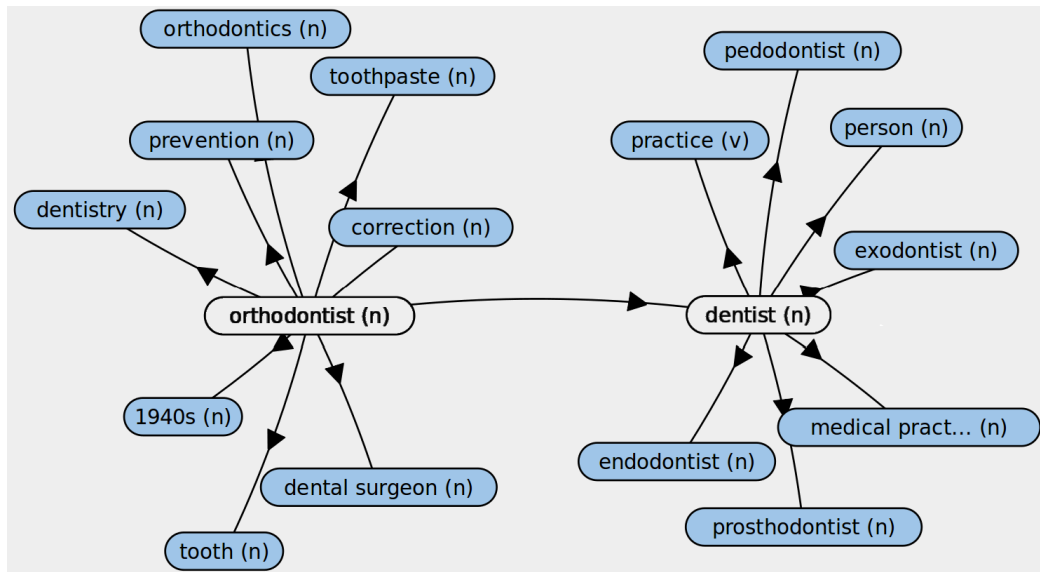 orthodontics (n)
pedodontist (n)
toothpaste (n)
person (n)
prevention (n)
practice (v)
dentistry (n)
correction (n)
exodontist (n)
orthodontist (n)
dentist (n)
1940s (n)
medical pract... (n)
endodontist (n)
dental surgeon (n)
prosthodontist (n)
tooth (n)